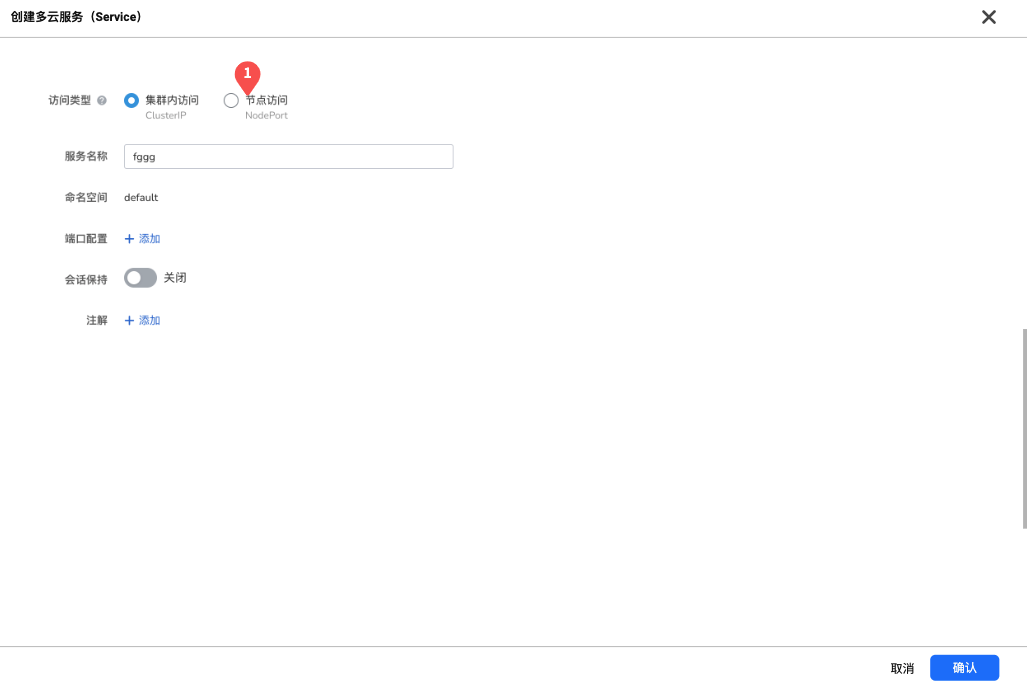 创建多云服务（Service）
1
访问类型 ? 集群内访问 节点访问
ClusterIP NodePort
服务名称 fggg
命名空间 default
端口配置 + 添加
会话保持 关闭
注解 + 添加
取消 确认